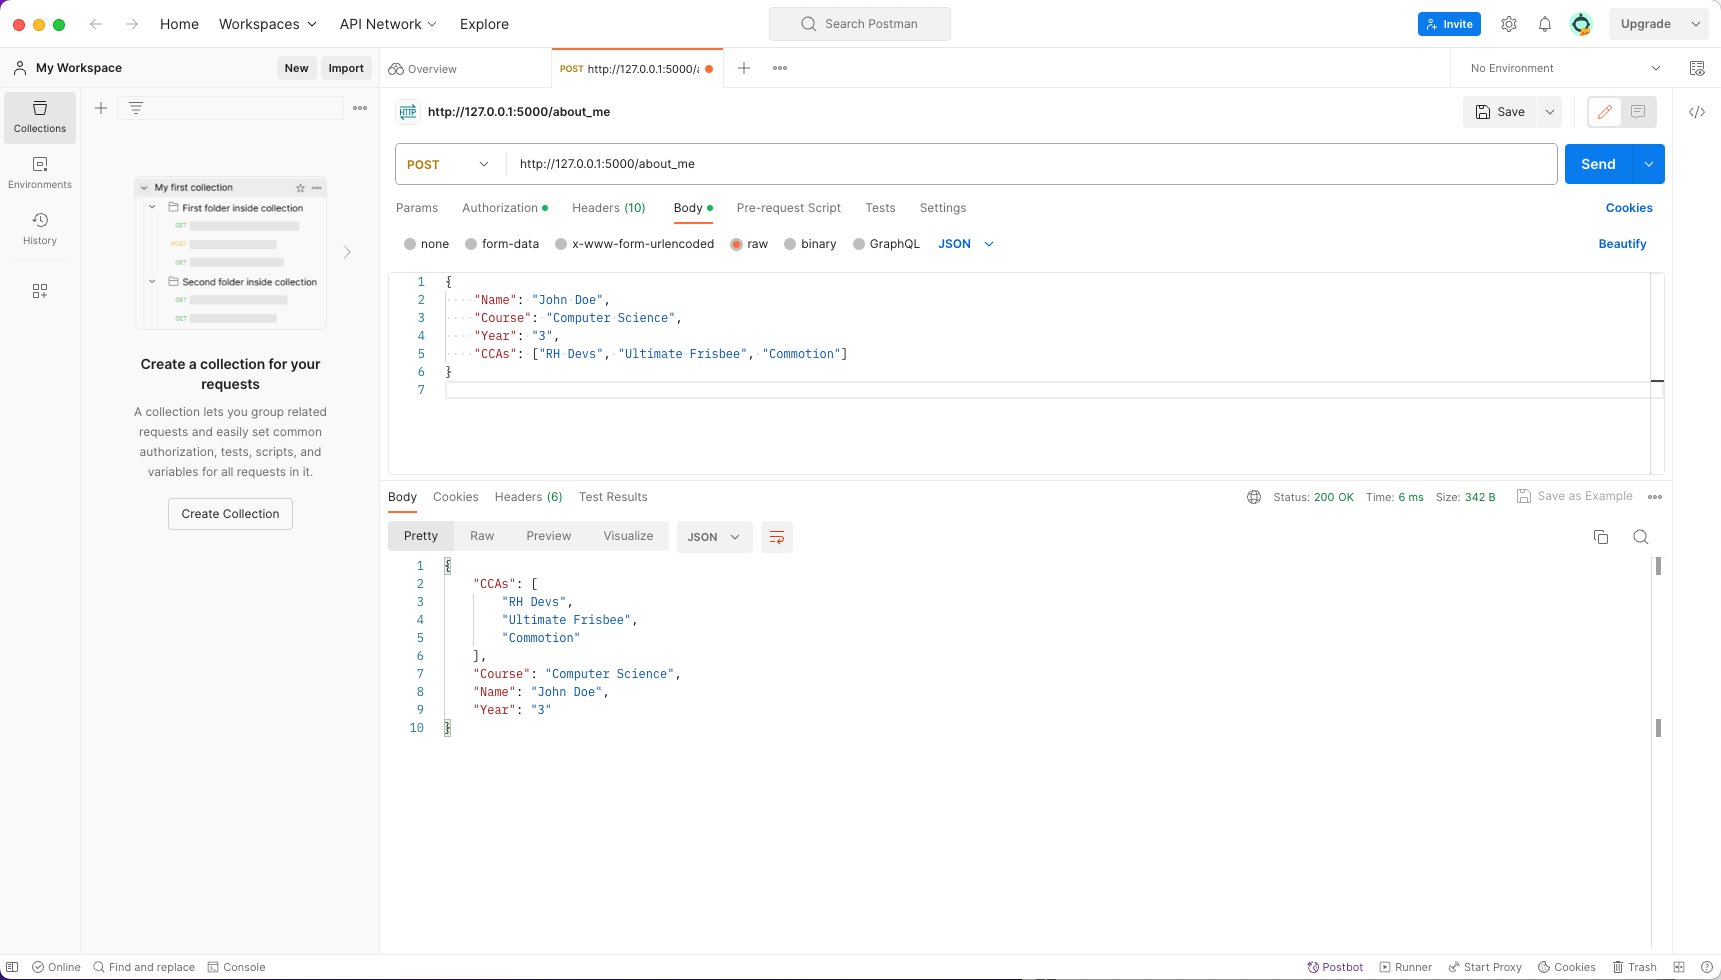 Home Workspaces API Network Explore Search Postman Invite Upgrade
My Workspace New Import Overview POST http://127.0.0.1:5000/a No Environment
Collections
Environments
History
My first collection
First folder inside collection
GET
POST
GET
Second folder inside collection
GET
GET
Create a collection for your
requests
A collection lets you group related
requests and easily set common
authorization, tests, scripts, and
variables for all requests in it.
Create Collection
HTTP http://127.0.0.1:5000/about_me Save </>
POST http://127.0.0.1:5000/about_me Send
Params Authorization Headers (10) Body Pre-request Script Tests Settings Cookies
none form-data x-www-form-urlencoded raw binary GraphQL JSON Beautify
1 {
2 "Name": "John Doe",
3 "Course": "Computer Science",
4 "Year": "3",
5 "CCAs": ["RH Devs", "Ultimate Frisbee", "Commotion"]
6 }
7
Body Cookies Headers (6) Test Results Status: 200 OK Time: 6 ms Size: 342 B Save as Example
Pretty Raw Preview Visualize JSON
1 {
2 "CCAs": [
3 "RH Devs",
4 "Ultimate Frisbee",
5 "Commotion"
6 ],
7 "Course": "Computer Science",
8 "Name": "John Doe",
9 "Year": "3"
10 }
Online Find and replace Console Postbot Runner Start Proxy Cookies Trash